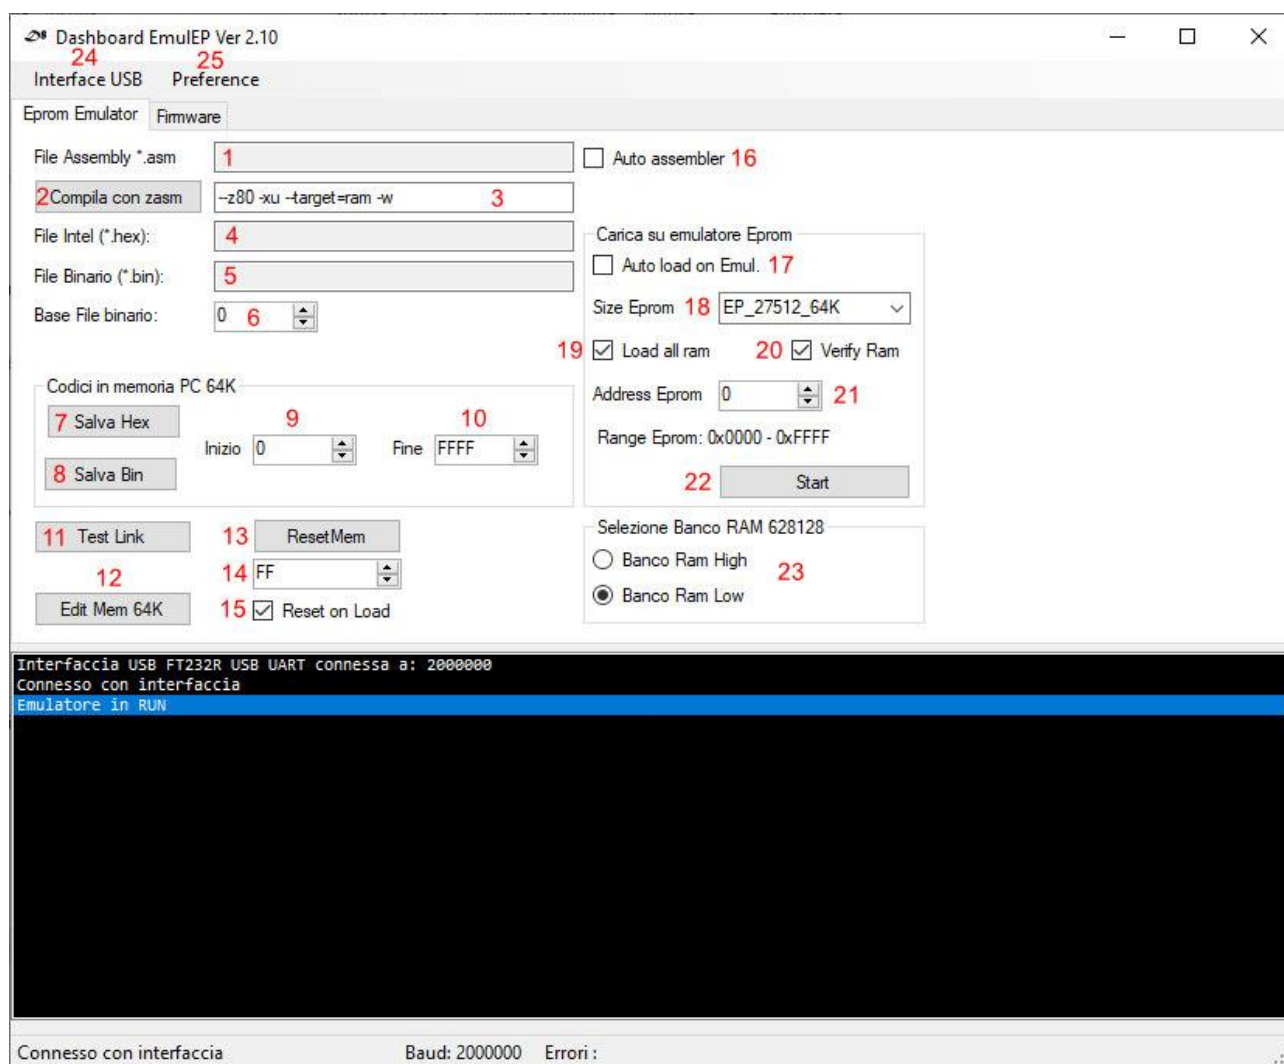 Dashboard EmulEP Ver 2.10
24 25
Interface USB Preference
Eprom Emulator Firmware
File Assembly *.asm 1 Auto assembler 16
2 Compila con zasm --z80 -xu --target=ram -w 3
File Intel (*.hex): 4 Carica su emulatore Eprom
File Binario (*.bin): 5 Auto load on Emul. 17
Base File binario: 0 6 Size Eprom 18 EP_27512_64K
19 Load all ram 20 Verify Ram
Codici in memoria PC 64K
Address Eprom 0 21
7 Salva Hex 9 10
Inizio 0 Fine FFFF Range Eprom: 0x0000 - 0xFFFF
8 Salva Bin 22 Start
11 Test Link 13 ResetMem Selezione Banco RAM 628128
12 14 FF Banco Ram High 23
Edit Mem 64K 15 Reset on Load Banco Ram Low
Interfaccia USB FT232R USB UART connessa a: 2000000
Connesso con interfaccia
Emulatore in RUN
Connesso con interfaccia Baud: 2000000 Errori :